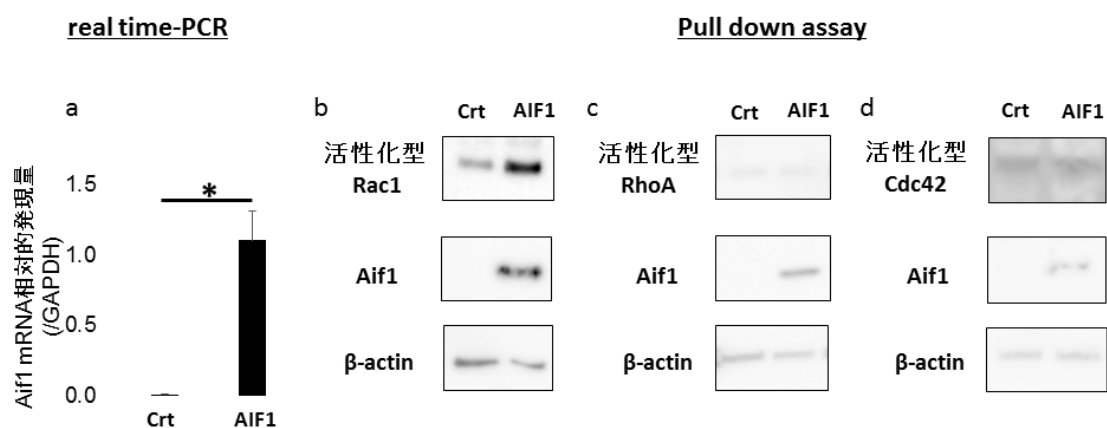 real time-PCR
Pull down assay
a
Aif1 mRNA相対的発現量
(/GAPDH)
1.5
1.0
0.5
0.0
*
Crt AIF1
b
Crt AIF1
活性化型
Rac1
Aif1
β-actin
c
Crt AIF1
活性化型
RhoA
Aif1
β-actin
d
Crt AIF1
活性化型
Cdc42
Aif1
β-actin